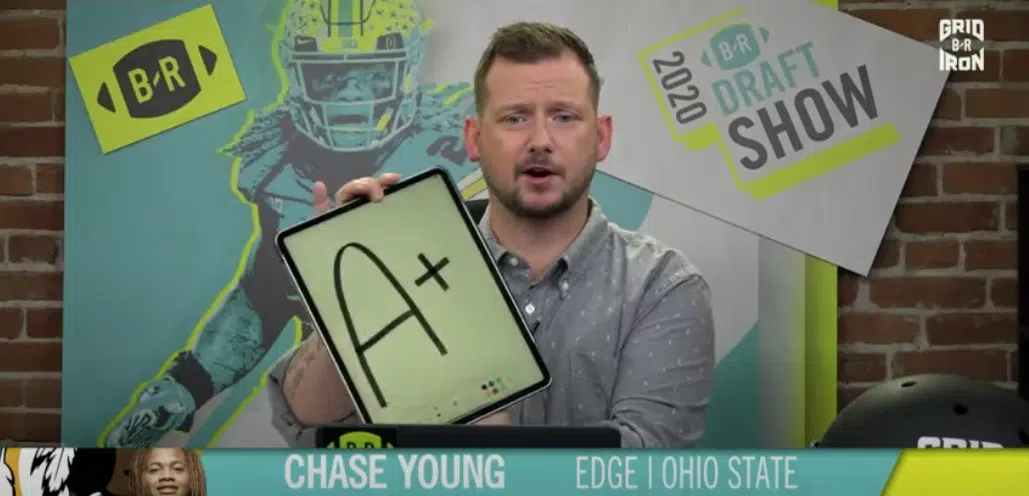 B·R
2020
B·R
DRAFT
SHOW
GRID
B·R
IRON
A+
B·R
GRID
CHASE YOUNG
EDGE | OHIO STATE